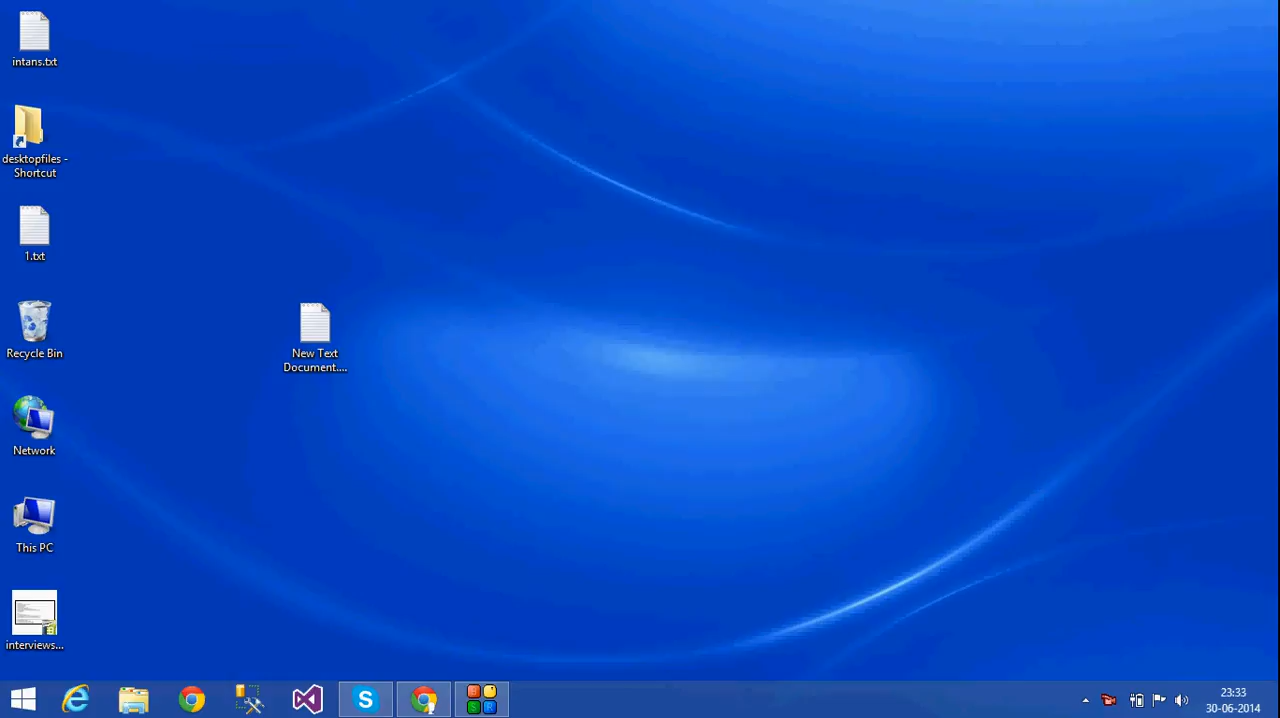 intans.txt
desktopfiles -
Shortcut
1.txt
Recycle Bin
New Text
Document....
Network
This PC
interviews...
S
B
S R
23:33
30-06-2014